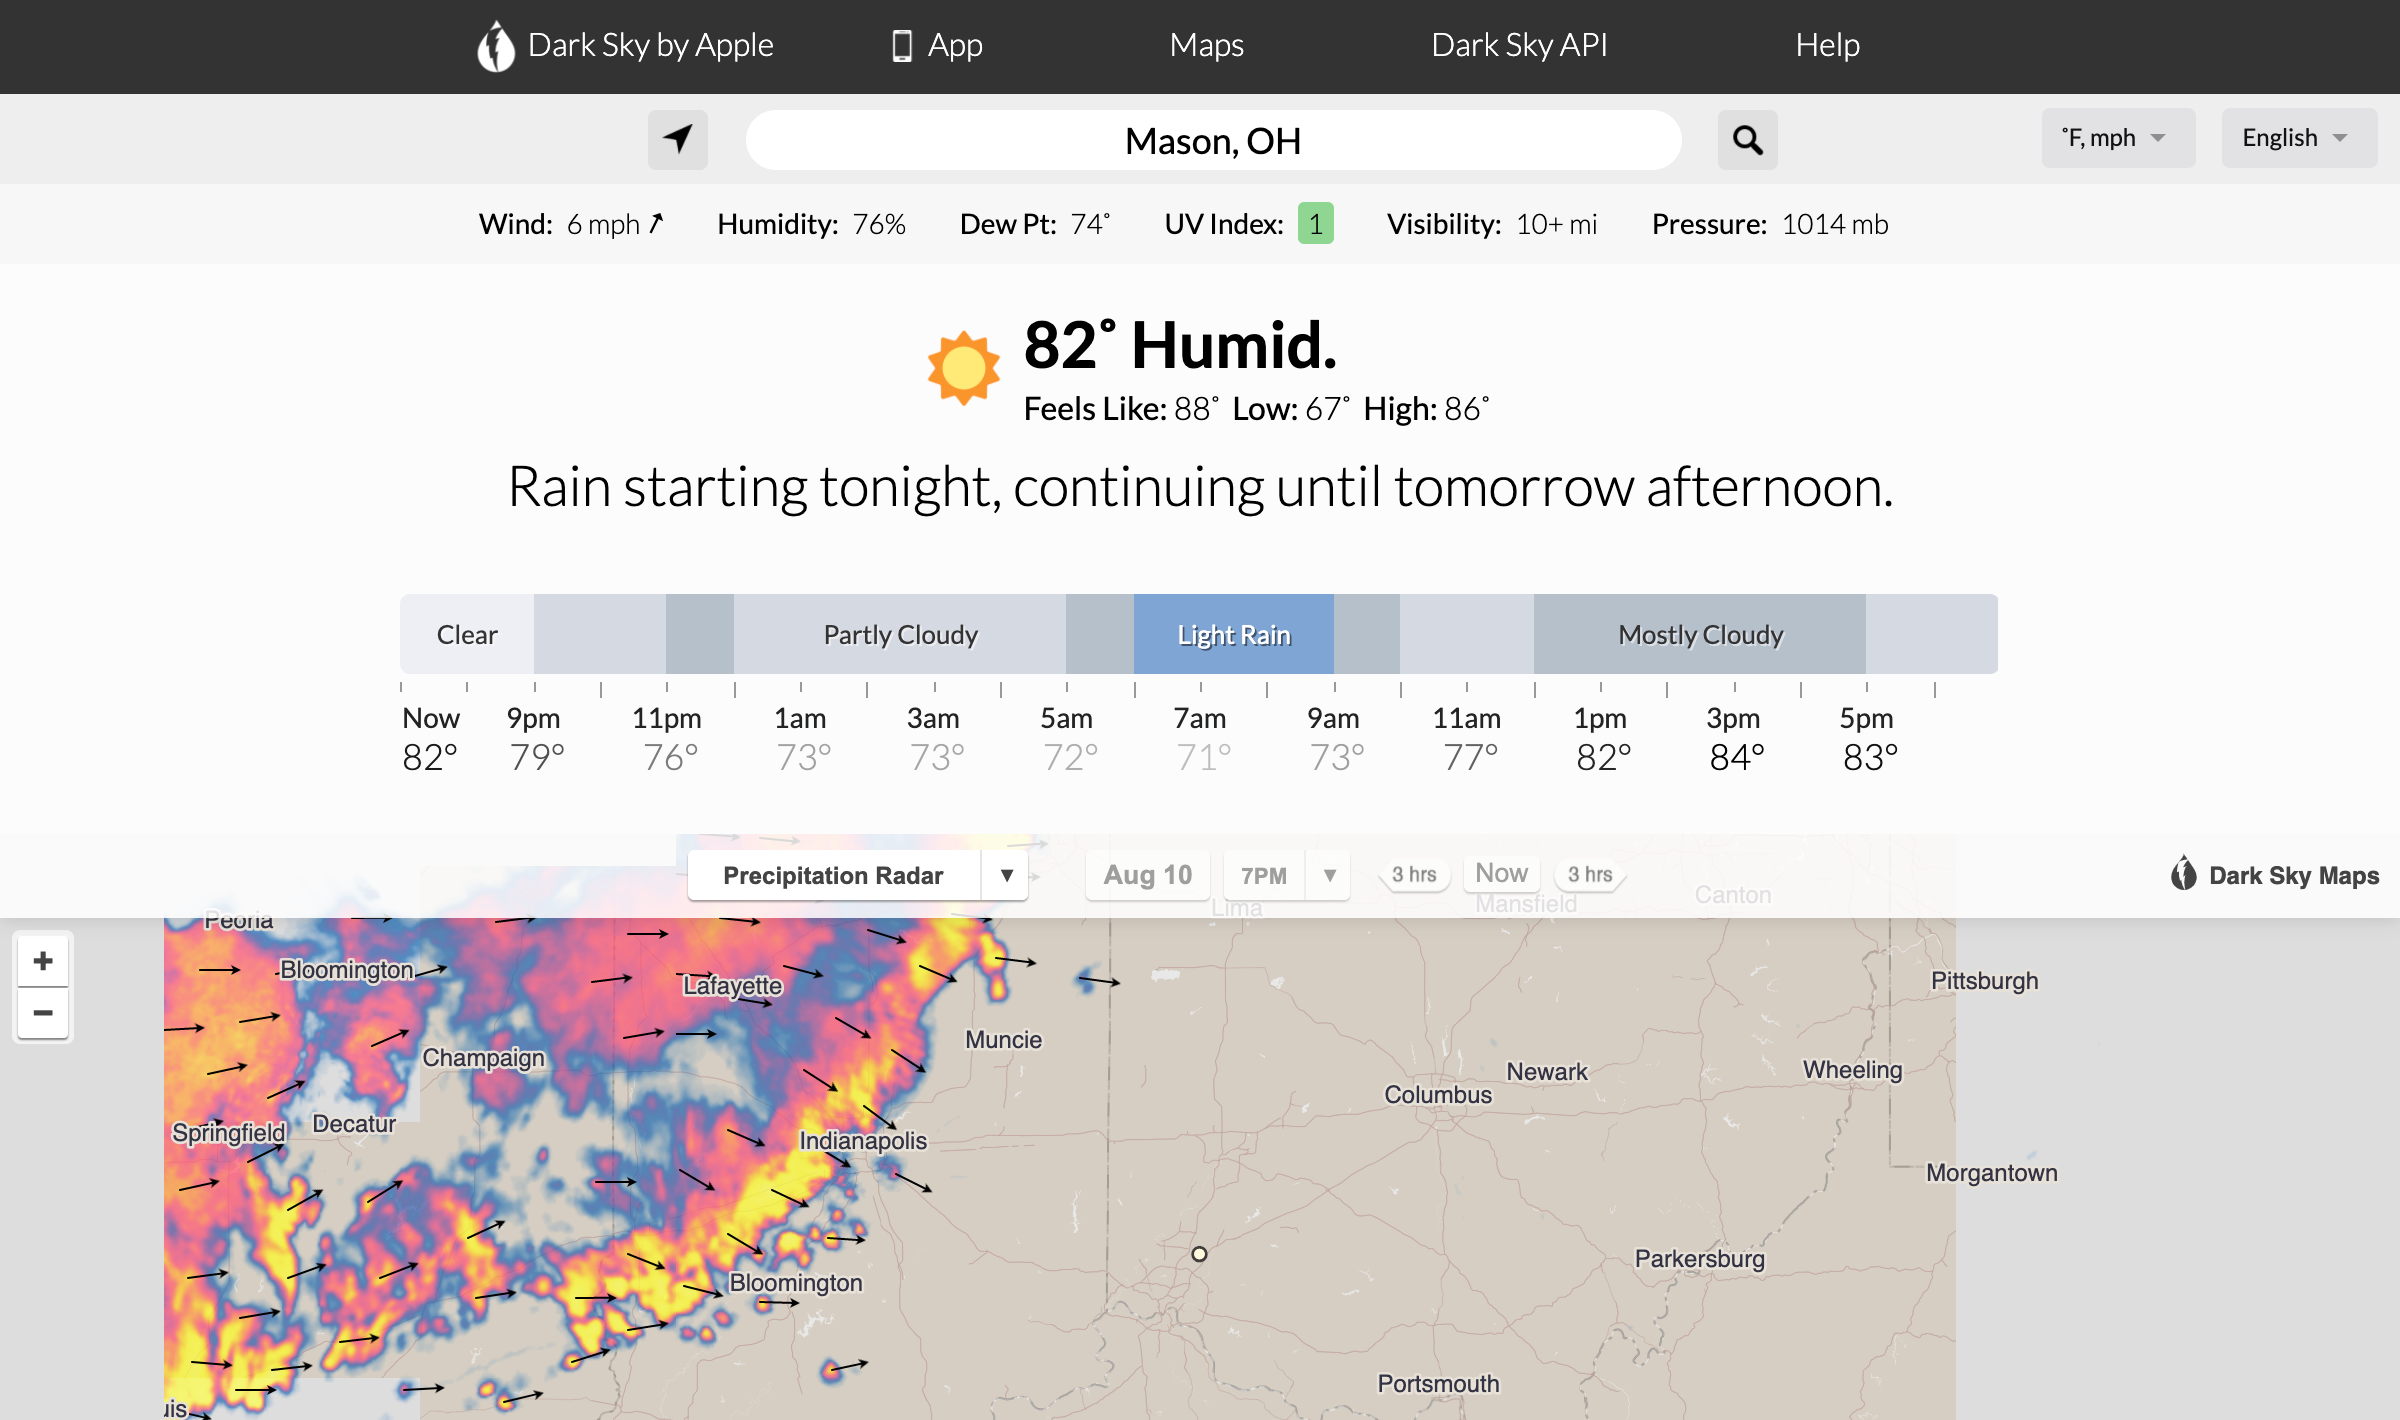 Dark Sky by Apple App Maps Dark Sky API Help
Mason, OH ˚F, mph English
Wind: 6 mph Humidity: 76% Dew Pt: 74˚ UV Index: 1 Visibility: 10+ mi Pressure: 1014 mb
82˚ Humid.
Feels Like: 88˚ Low: 67˚ High: 86˚
Rain starting tonight, continuing until tomorrow afternoon.
Clear Partly Cloudy Light Rain Mostly Cloudy
Now 9pm 11pm 1am 3am 5am 7am 9am 11am 1pm 3pm 5pm
82° 79° 76° 73° 73° 72° 71° 73° 77° 82° 84° 83°
Precipitation Radar ▼ Aug 10 7PM ▼ 3 hrs Now 3 hrs Dark Sky Maps
Canton
Lima Mansfield
Peoria
+
Bloomington
Lafayette
Pittsburgh
−
Muncie
Champaign
Newark
Wheeling
Columbus
Decatur
Springfield
Indianapolis
Morgantown
Parkersburg
Bloomington
Portsmouth
uis